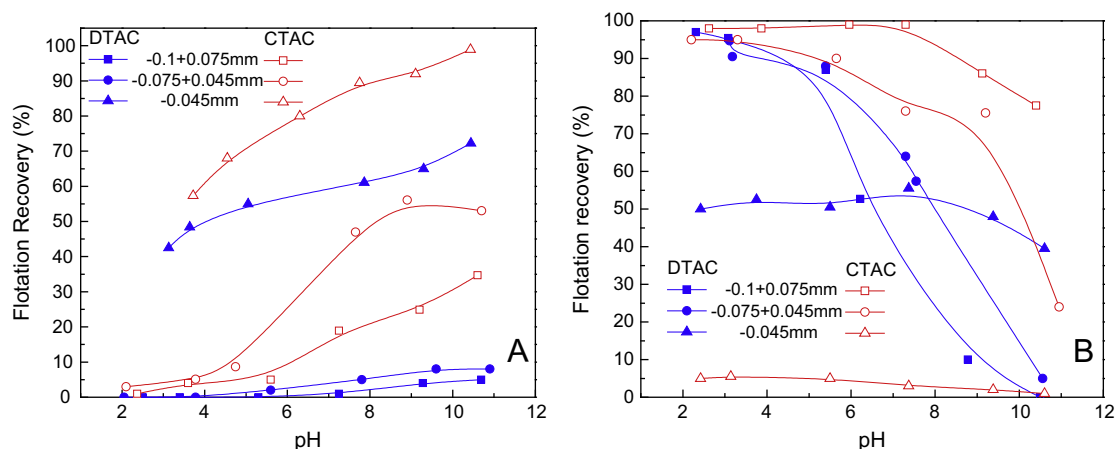 Flotation Recovery (%)
100
90
80
70
60
50
40
30
20
10
0
DTAC CTAC
-0.1+0.075mm
-0.075+0.045mm
-0.045mm
A
2 4 6 8 10 12
pH
Flotation recovery (%)
100
90
80
70
60
50
40
30
20
10
0
DTAC CTAC
-0.1+0.075mm
-0.075+0.045mm
-0.045mm
B
2 4 6 8 10 12
pH